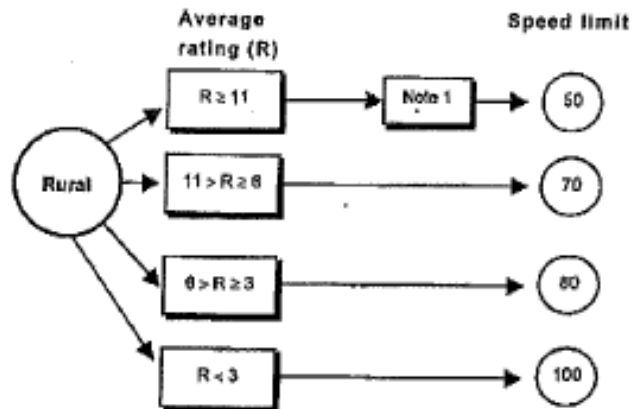 Average
rating (R)
Speed limit
R ≥ 11
Note 1
50
Rural
11 > R ≥ 6
70
6 > R ≥ 3
80
R < 3
100